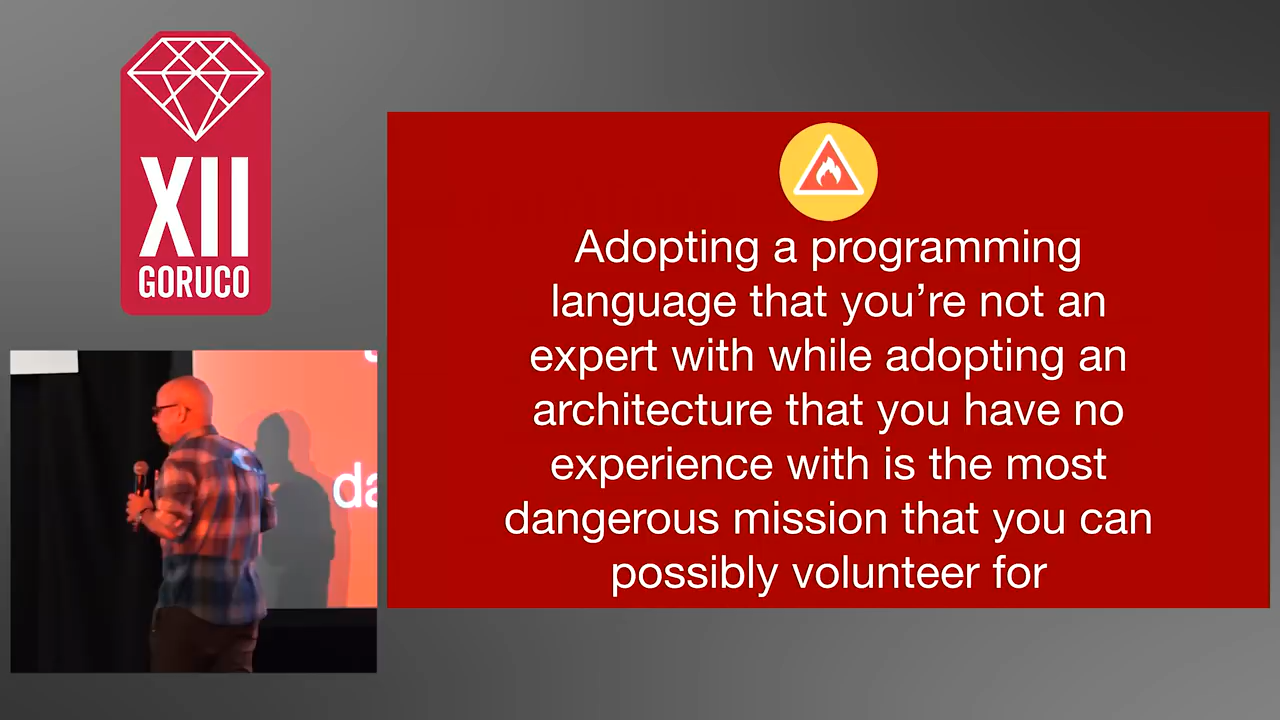 XII
GORUCO
Adopting a programming
language that you’re not an
expert with while adopting an
architecture that you have no
experience with is the most
dangerous mission that you can
possibly volunteer for
da